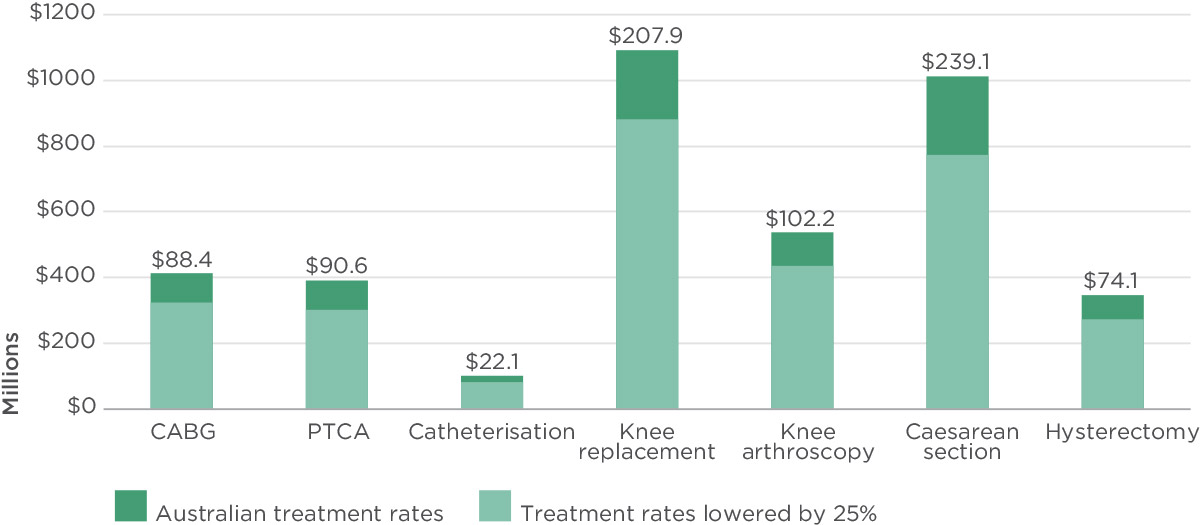 $1200
$1000
$800
$600
$400
$200
$0
Millions
$88.4
$90.6
$22.1
$207.9
$102.2
$239.1
$74.1
CABG
PTCA
Catheterisation
Knee
replacement
Knee
arthroscopy
Caesarean
section
Hysterectomy
Australian treatment rates
Treatment rates lowered by 25%